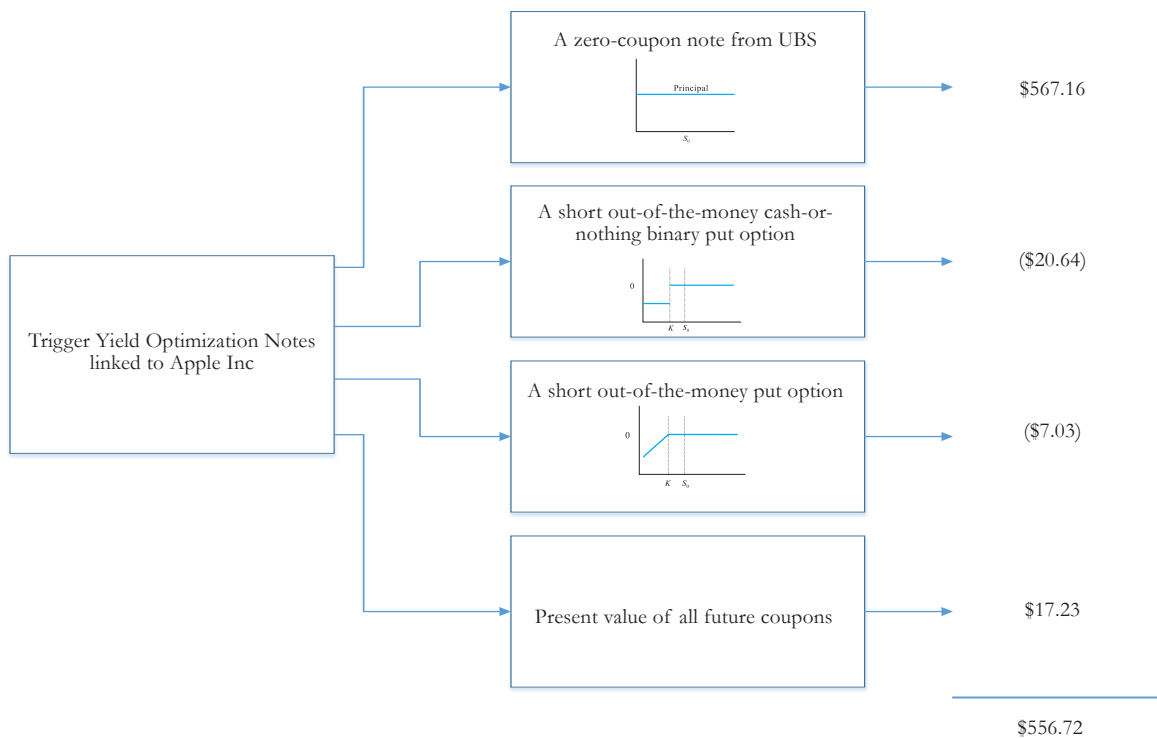 A zero-coupon note from UBS
Principal
S₀
$567.16
A short out-of-the-money cash-or-
nothing binary put option
0
K S₀
($20.64)
Trigger Yield Optimization Notes
linked to Apple Inc
A short out-of-the-money put option
0
K S₀
($7.03)
Present value of all future coupons
$17.23
$556.72